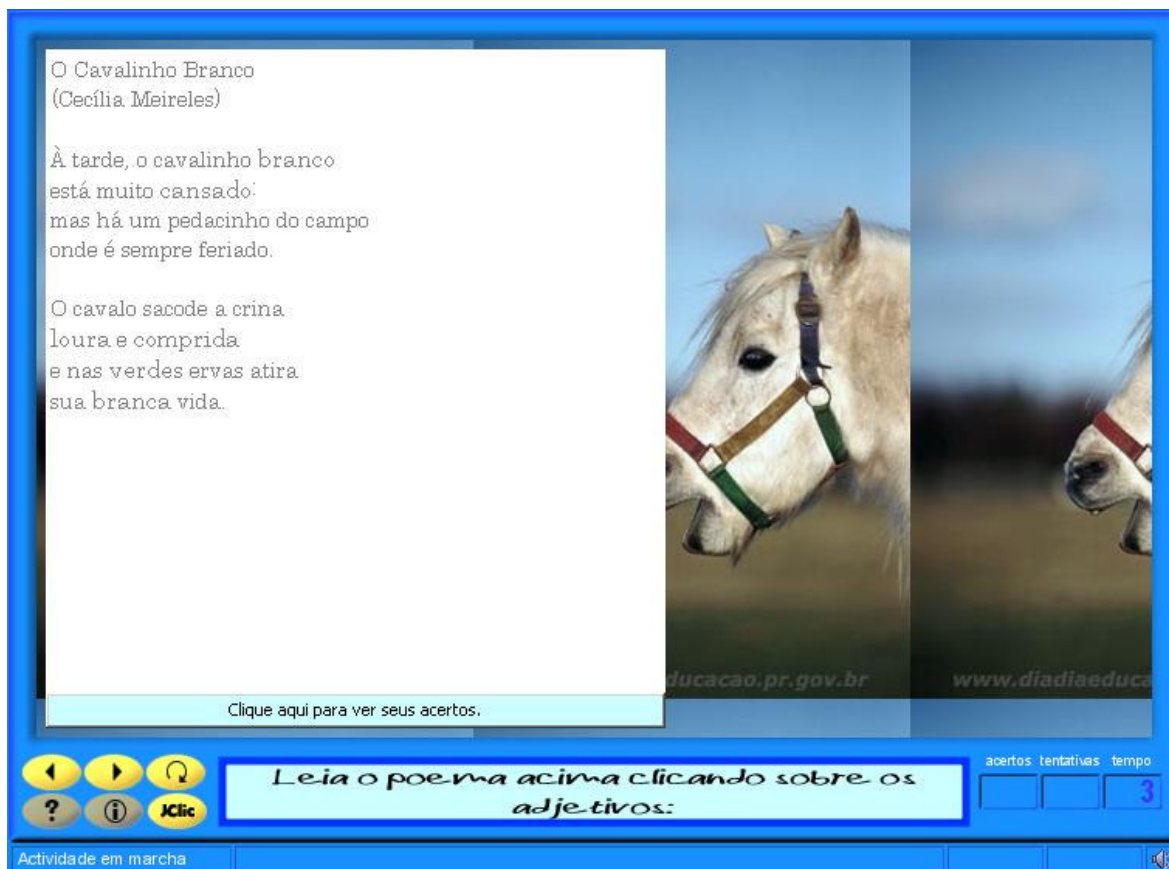 O Cavalinho Branco
(Cecília Meireles)
À tarde, o cavalinho branco
está muito cansado:
mas há um pedacinho do campo
onde é sempre feriado.
O cavalo sacode a crina
loura e comprida
e nas verdes ervas atira
sua branca vida.
ducacao.pr.gov.br
www.diadiaeduca
Clique aqui para ver seus acertos.
Leia o poema acima clicando sobre os
adjetivos:
acertos tentativas tempo
3
?
i
JClic
Actividade em marcha